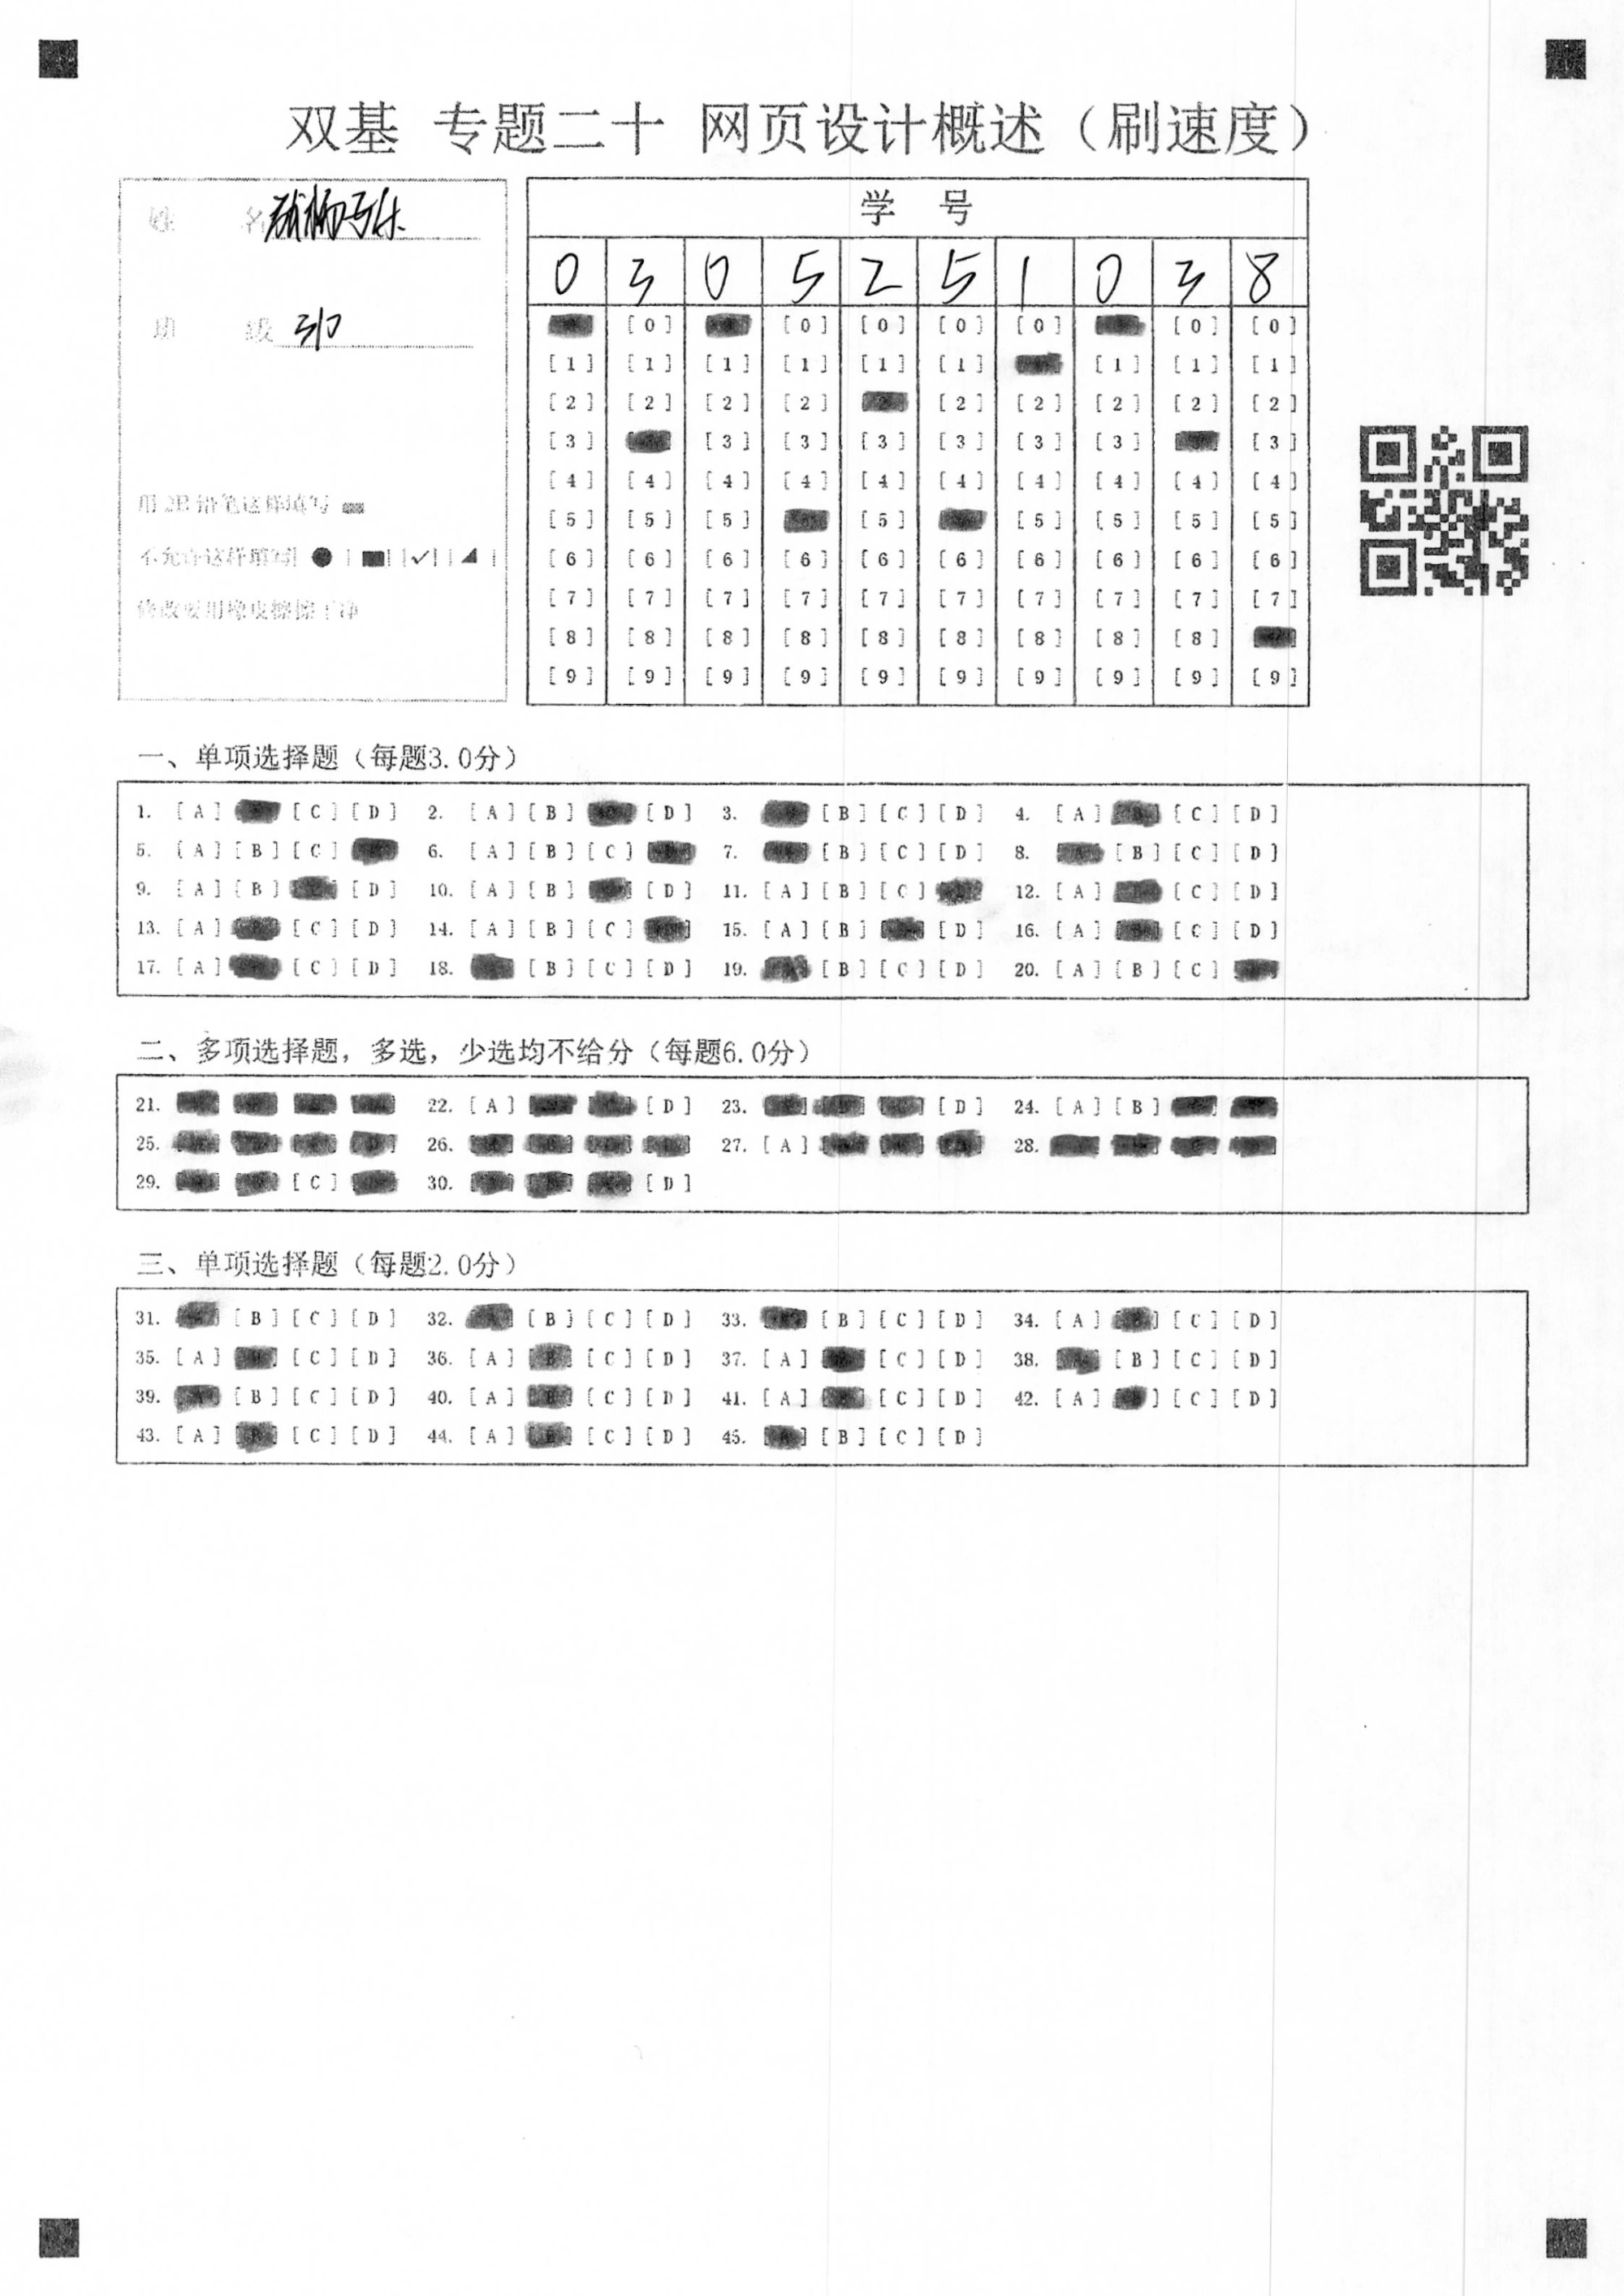 双基 专题二十 网页设计概述（刷速度）
姓 名
班 级 310
用2B铅笔这样填写
不允许这样填写
修改要用橡皮擦擦干净
学 号
0 3 0 5 2 5 1 0 3 8
[0] [0] [0] [0] [0] [0] [0]
[1] [1] [1] [1] [1] [1] [1] [1] [1]
[2] [2] [2] [2] [2] [2] [2] [2] [2]
[3] [3] [3] [3] [3] [3] [3] [3]
[4] [4] [4] [4] [4] [4] [4] [4] [4] [4]
[5] [5] [5] [5] [5] [5] [5] [5]
[6] [6] [6] [6] [6] [6] [6] [6] [6] [6]
[7] [7] [7] [7] [7] [7] [7] [7] [7] [7]
[8] [8] [8] [8] [8] [8] [8] [8] [8]
[9] [9] [9] [9] [9] [9] [9] [9] [9] [9]
一、单项选择题（每题3.0分）
1. [A] [C] [D] 2. [A] [B] [D] 3. [B] [C] [D] 4. [A] [C] [D]
5. [A] [B] [C] 6. [A] [B] [C] 7. [B] [C] [D] 8. [B] [C] [D]
9. [A] [B] [D] 10. [A] [B] [D] 11. [A] [B] [C] 12. [A] [C] [D]
13. [A] [C] [D] 14. [A] [B] [C] 15. [A] [B] [D] 16. [A] [C] [D]
17. [A] [C] [D] 18. [B] [C] [D] 19. [B] [C] [D] 20. [A] [B] [C]
二、多项选择题，多选，少选均不给分（每题6.0分）
21. 22. [A] [D] 23. [D] 24. [A] [B]
25. 26. 27. [A] 28.
29. [C] 30. [D]
三、单项选择题（每题2.0分）
31. [B] [C] [D] 32. [B] [C] [D] 33. [B] [C] [D] 34. [A] [C] [D]
35. [A] [C] [D] 36. [A] [C] [D] 37. [A] [C] [D] 38. [B] [C] [D]
39. [B] [C] [D] 40. [A] [C] [D] 41. [A] [C] [D] 42. [A] [C] [D]
43. [A] [C] [D] 44. [A] [C] [D] 45. [B] [C] [D]